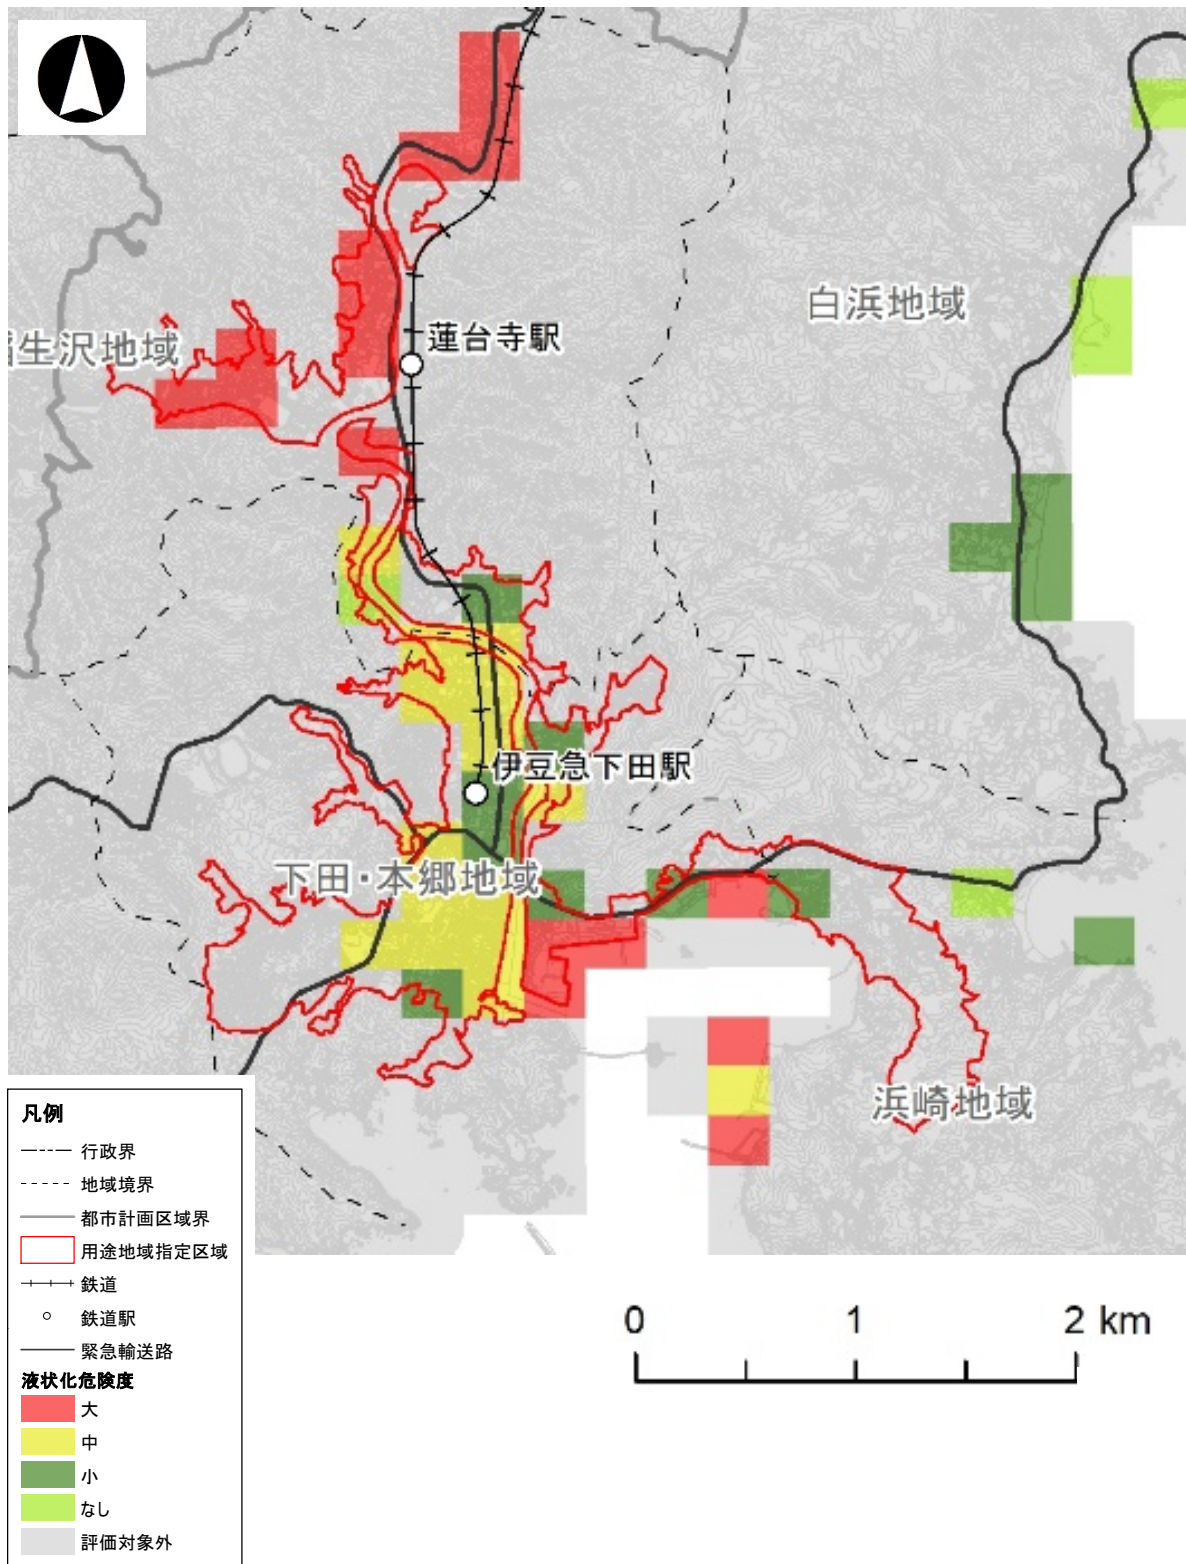 白浜地域
蓮台寺駅
生沢地域
伊豆急下田駅
下田・本郷地域
浜崎地域
凡例
行政界
地域境界
都市計画区域界
用途地域指定区域
鉄道
鉄道駅
緊急輸送路
液状化危険度
大
中
小
なし
評価対象外
0 1 2 km